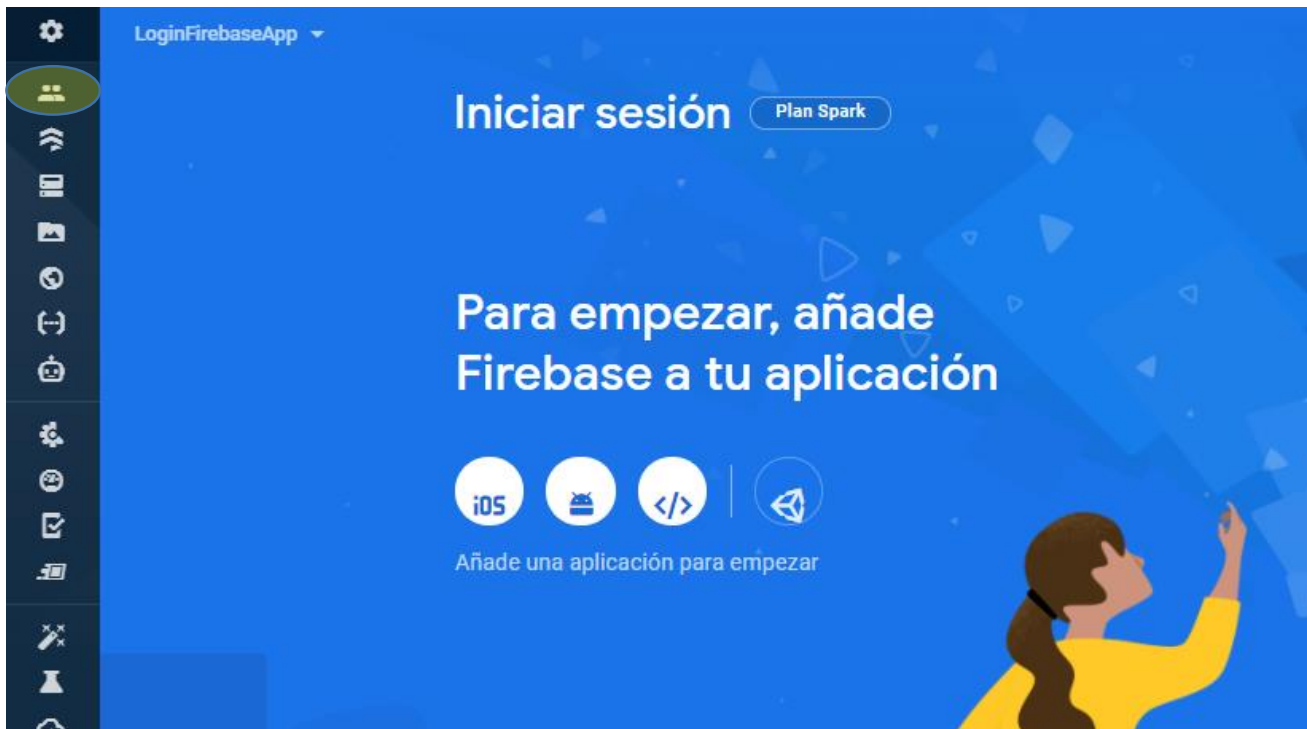 LoginFirebaseApp
Iniciar sesión
Plan Spark
Para empezar, añade
Firebase a tu aplicación
iOS
</>
Añade una aplicación para empezar